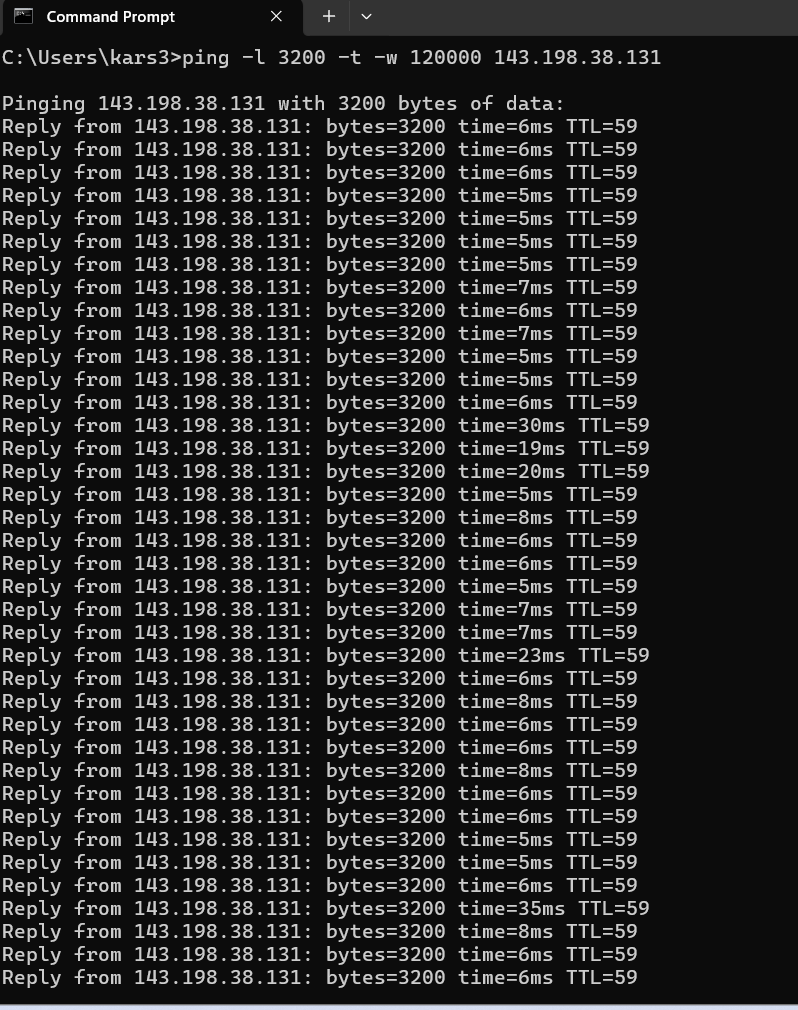 Command Prompt
C:\Users\kars3>ping -l 3200 -t -w 120000 143.198.38.131
Pinging 143.198.38.131 with 3200 bytes of data:
Reply from 143.198.38.131: bytes=3200 time=6ms TTL=59
Reply from 143.198.38.131: bytes=3200 time=6ms TTL=59
Reply from 143.198.38.131: bytes=3200 time=6ms TTL=59
Reply from 143.198.38.131: bytes=3200 time=5ms TTL=59
Reply from 143.198.38.131: bytes=3200 time=5ms TTL=59
Reply from 143.198.38.131: bytes=3200 time=5ms TTL=59
Reply from 143.198.38.131: bytes=3200 time=5ms TTL=59
Reply from 143.198.38.131: bytes=3200 time=7ms TTL=59
Reply from 143.198.38.131: bytes=3200 time=6ms TTL=59
Reply from 143.198.38.131: bytes=3200 time=7ms TTL=59
Reply from 143.198.38.131: bytes=3200 time=5ms TTL=59
Reply from 143.198.38.131: bytes=3200 time=5ms TTL=59
Reply from 143.198.38.131: bytes=3200 time=6ms TTL=59
Reply from 143.198.38.131: bytes=3200 time=30ms TTL=59
Reply from 143.198.38.131: bytes=3200 time=19ms TTL=59
Reply from 143.198.38.131: bytes=3200 time=20ms TTL=59
Reply from 143.198.38.131: bytes=3200 time=5ms TTL=59
Reply from 143.198.38.131: bytes=3200 time=8ms TTL=59
Reply from 143.198.38.131: bytes=3200 time=6ms TTL=59
Reply from 143.198.38.131: bytes=3200 time=6ms TTL=59
Reply from 143.198.38.131: bytes=3200 time=5ms TTL=59
Reply from 143.198.38.131: bytes=3200 time=7ms TTL=59
Reply from 143.198.38.131: bytes=3200 time=7ms TTL=59
Reply from 143.198.38.131: bytes=3200 time=23ms TTL=59
Reply from 143.198.38.131: bytes=3200 time=6ms TTL=59
Reply from 143.198.38.131: bytes=3200 time=8ms TTL=59
Reply from 143.198.38.131: bytes=3200 time=6ms TTL=59
Reply from 143.198.38.131: bytes=3200 time=6ms TTL=59
Reply from 143.198.38.131: bytes=3200 time=8ms TTL=59
Reply from 143.198.38.131: bytes=3200 time=6ms TTL=59
Reply from 143.198.38.131: bytes=3200 time=6ms TTL=59
Reply from 143.198.38.131: bytes=3200 time=5ms TTL=59
Reply from 143.198.38.131: bytes=3200 time=5ms TTL=59
Reply from 143.198.38.131: bytes=3200 time=6ms TTL=59
Reply from 143.198.38.131: bytes=3200 time=35ms TTL=59
Reply from 143.198.38.131: bytes=3200 time=8ms TTL=59
Reply from 143.198.38.131: bytes=3200 time=6ms TTL=59
Reply from 143.198.38.131: bytes=3200 time=6ms TTL=59